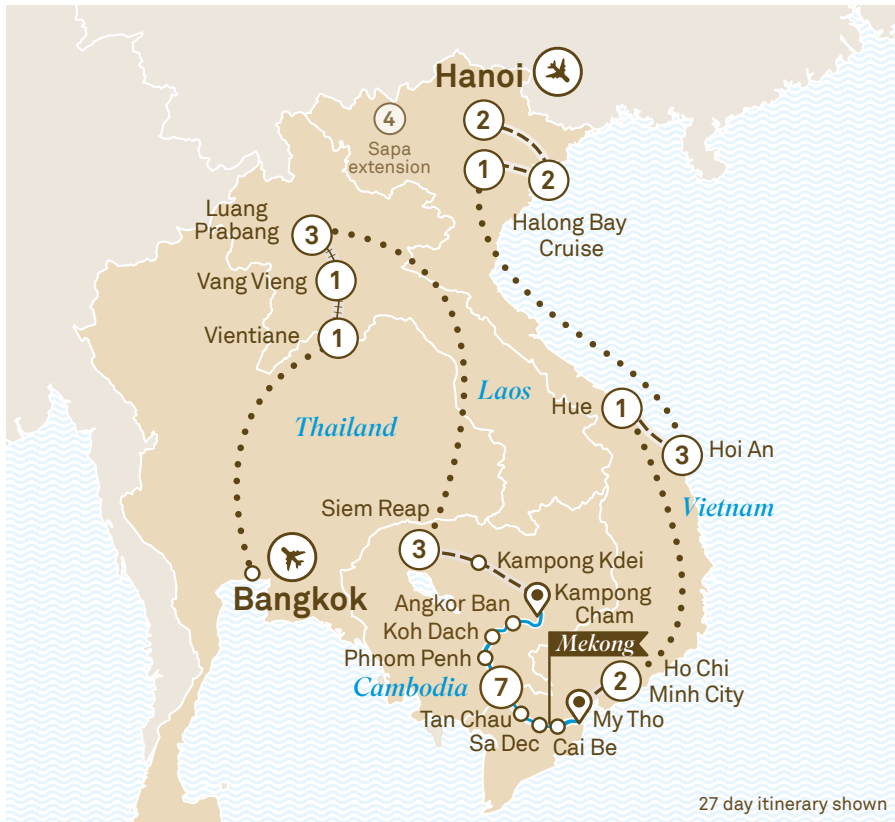 Hanoi
4
Sapa
extension
2
1
2
Halong Bay
Cruise
Luang
Prabang
3
Vang Vieng
1
Vientiane
1
Laos
Thailand
Hue
1
3
Hoi An
Vietnam
Siem Reap
3
Kampong Kdei
Bangkok
Kampong
Cham
Angkor Ban
Koh Dach
Mekong
Phnom Penh
Cambodia
7
2
Ho Chi
Minh City
Tan Chau
My Tho
Sa Dec
Cai Be
27 day itinerary shown